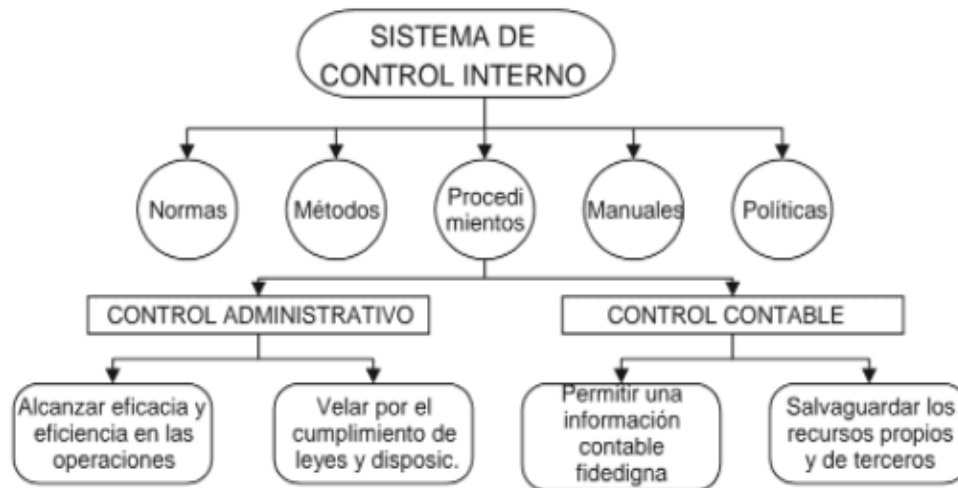 SISTEMA DE
CONTROL INTERNO
Normas
Métodos
Procedi
mientos
Manuales
Políticas
CONTROL ADMINISTRATIVO
CONTROL CONTABLE
Alcanzar eficacia y
eficiencia en las
operaciones
Velar por el
cumplimiento de
leyes y disposic.
Permitir una
información
contable
fidedigna
Salvaguardar los
recursos propios
y de terceros